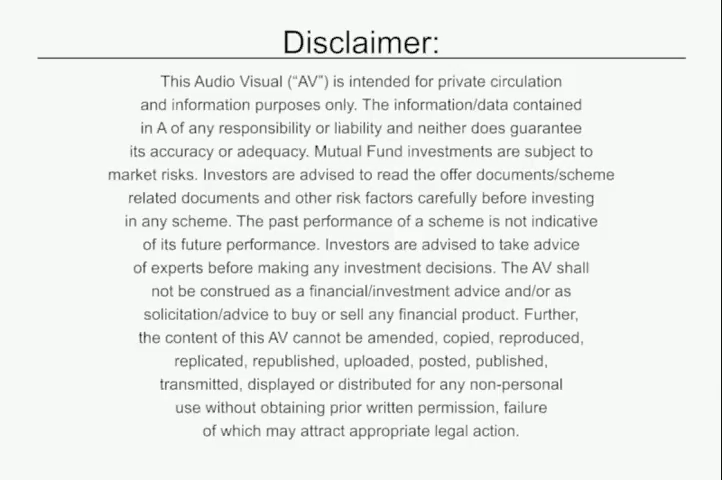 Disclaimer:
This Audio Visual (“AV”) is intended for private circulation
and information purposes only. The information/data contained
in A of any responsibility or liability and neither does guarantee
its accuracy or adequacy. Mutual Fund investments are subject to
market risks. Investors are advised to read the offer documents/scheme
related documents and other risk factors carefully before investing
in any scheme. The past performance of a scheme is not indicative
of its future performance. Investors are advised to take advice
of experts before making any investment decisions. The AV shall
not be construed as a financial/investment advice and/or as
solicitation/advice to buy or sell any financial product. Further,
the content of this AV cannot be amended, copied, reproduced,
replicated, republished, uploaded, posted, published,
transmitted, displayed or distributed for any non-personal
use without obtaining prior written permission, failure
of which may attract appropriate legal action.